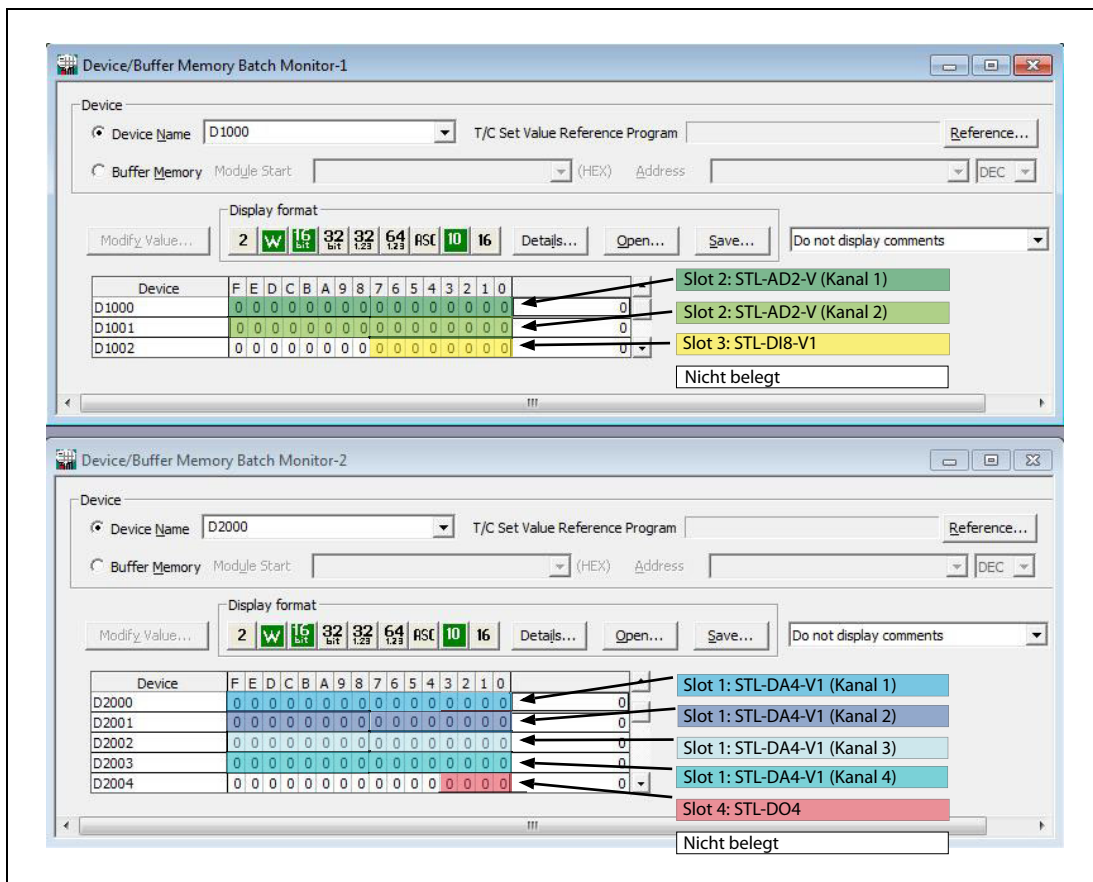 Device/Buffer Memory Batch Monitor-1
Device
Device Name D1000 T/C Set Value Reference Program Reference...
Buffer Memory Module Start (HEX) Address DEC
Display format
Modify Value... 2 W 16 bit 32 bit 32 1.23 64 1.23 ASC 10 16 Details... Open... Save... Do not display comments
Device F E D C B A 9 8 7 6 5 4 3 2 1 0
D1000 0 0 0 0 0 0 0 0 0 0 0 0 0 0 0 0 0 Slot 2: STL-AD2-V (Kanal 1)
D1001 0 0 0 0 0 0 0 0 0 0 0 0 0 0 0 0 0 Slot 2: STL-AD2-V (Kanal 2)
D1002 0 0 0 0 0 0 0 0 0 0 0 0 0 0 0 0 0 Slot 3: STL-DI8-V1
Nicht belegt
Device/Buffer Memory Batch Monitor-2
Device
Device Name D2000 T/C Set Value Reference Program Reference...
Buffer Memory Module Start (HEX) Address DEC
Display format
Modify Value... 2 W 16 bit 32 bit 32 1.23 64 1.23 ASC 10 16 Details... Open... Save... Do not display comments
Device F E D C B A 9 8 7 6 5 4 3 2 1 0
D2000 0 0 0 0 0 0 0 0 0 0 0 0 0 0 0 0 0 Slot 1: STL-DA4-V1 (Kanal 1)
D2001 0 0 0 0 0 0 0 0 0 0 0 0 0 0 0 0 0 Slot 1: STL-DA4-V1 (Kanal 2)
D2002 0 0 0 0 0 0 0 0 0 0 0 0 0 0 0 0 0 Slot 1: STL-DA4-V1 (Kanal 3)
D2003 0 0 0 0 0 0 0 0 0 0 0 0 0 0 0 0 0 Slot 1: STL-DA4-V1 (Kanal 4)
D2004 0 0 0 0 0 0 0 0 0 0 0 0 0 0 0 0 0 Slot 4: STL-DO4
Nicht belegt